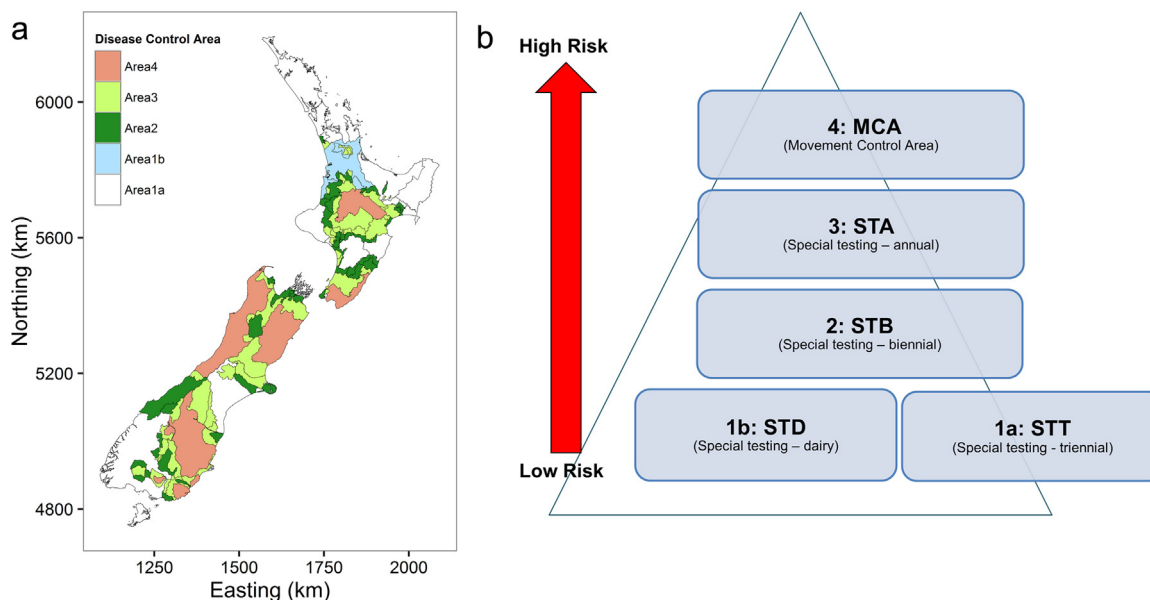 a
Disease Control Area
Area4
Area3
Area2
Area1b
Area1a
6000
5600
5200
4800
Northing (km)
1250
1500
1750
2000
Easting (km)
b
High Risk
Low Risk
4: MCA
(Movement Control Area)
3: STA
(Special testing – annual)
2: STB
(Special testing – biennial)
1b: STD
(Special testing – dairy)
1a: STT
(Special testing - triennial)